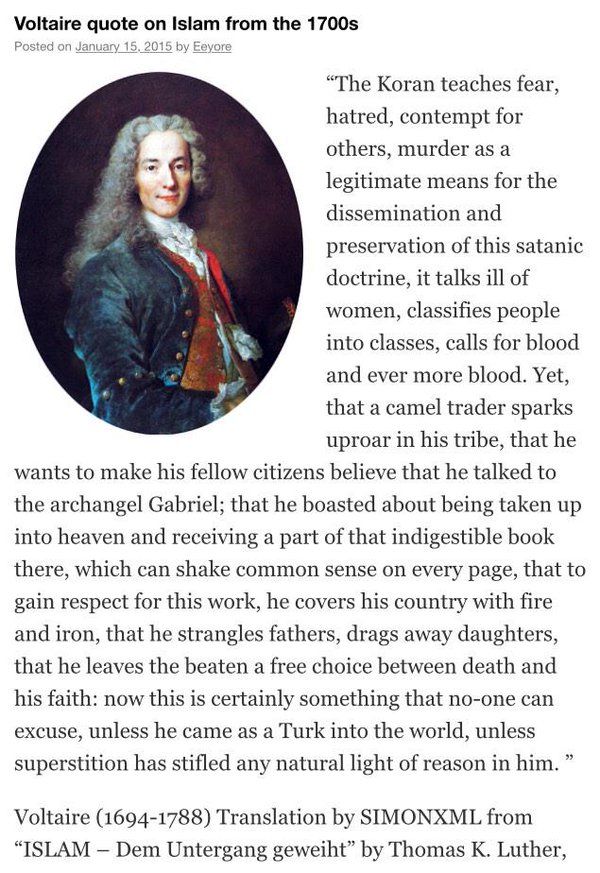 Voltaire quote on Islam from the 1700s
Posted on January 15, 2015 by Eeyore
“The Koran teaches fear,
hatred, contempt for
others, murder as a
legitimate means for the
dissemination and
preservation of this satanic
doctrine, it talks ill of
women, classifies people
into classes, calls for blood
and ever more blood. Yet,
that a camel trader sparks
uproar in his tribe, that he
wants to make his fellow citizens believe that he talked to
the archangel Gabriel; that he boasted about being taken up
into heaven and receiving a part of that indigestible book
there, which can shake common sense on every page, that to
gain respect for this work, he covers his country with fire
and iron, that he strangles fathers, drags away daughters,
that he leaves the beaten a free choice between death and
his faith: now this is certainly something that no-one can
excuse, unless he came as a Turk into the world, unless
superstition has stifled any natural light of reason in him. ”
Voltaire (1694-1788) Translation by SIMONXML from
“ISLAM – Dem Untergang geweiht” by Thomas K. Luther,